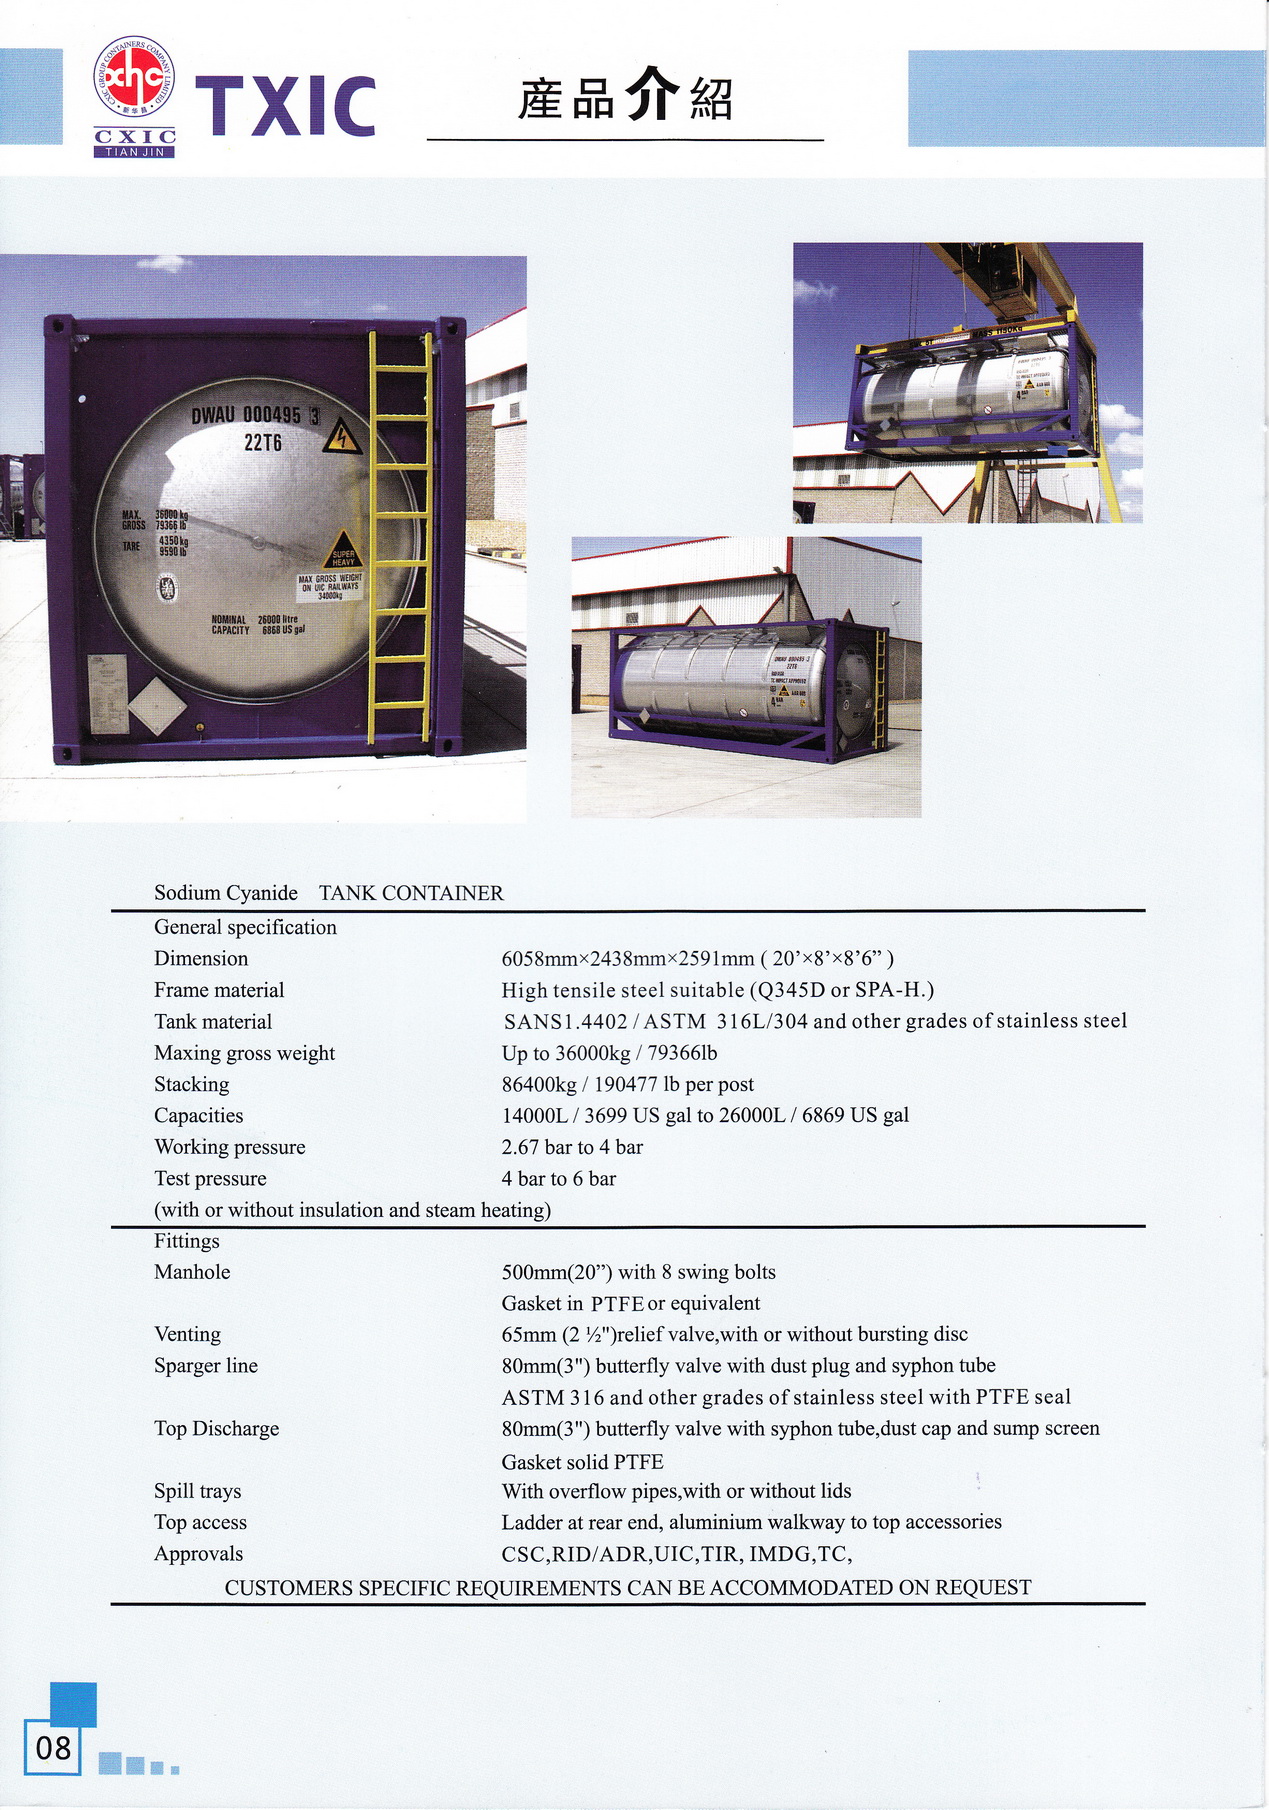 CXIC GROUP CONTAINERS COMPANY LIMITED
xhc
CXIC
TIANJIN
TXIC
産品介紹
DWAU 000495 3
22T6
MAX. 36000 kg
GROSS 79366 lb
TARE 4350 kg
9590 lb
SUPER
HEAVY
MAX GROSS WEIGHT
ON UIC RAILWAYS
34000kg
NOMINAL 26000 litre
CAPACITY 6868 US gal
DWAU 000495 3
22T6
4 BAR
Sodium Cyanide TANK CONTAINER
General specification
Dimension 6058mm×2438mm×2591mm ( 20’×8’×8’6” )
Frame material High tensile steel suitable (Q345D or SPA-H.)
Tank material SANS1.4402 / ASTM 316L/304 and other grades of stainless steel
Maxing gross weight Up to 36000kg / 79366lb
Stacking 86400kg / 190477 lb per post
Capacities 14000L / 3699 US gal to 26000L / 6869 US gal
Working pressure 2.67 bar to 4 bar
Test pressure 4 bar to 6 bar
(with or without insulation and steam heating)
Fittings
Manhole 500mm(20”) with 8 swing bolts
Gasket in PTFE or equivalent
Venting 65mm (2 ½")relief valve,with or without bursting disc
Sparger line 80mm(3") butterfly valve with dust plug and syphon tube
ASTM 316 and other grades of stainless steel with PTFE seal
Top Discharge 80mm(3") butterfly valve with syphon tube,dust cap and sump screen
Gasket solid PTFE
Spill trays With overflow pipes,with or without lids
Top access Ladder at rear end, aluminium walkway to top accessories
Approvals CSC,RID/ADR,UIC,TIR, IMDG,TC,
CUSTOMERS SPECIFIC REQUIREMENTS CAN BE ACCOMMODATED ON REQUEST
08